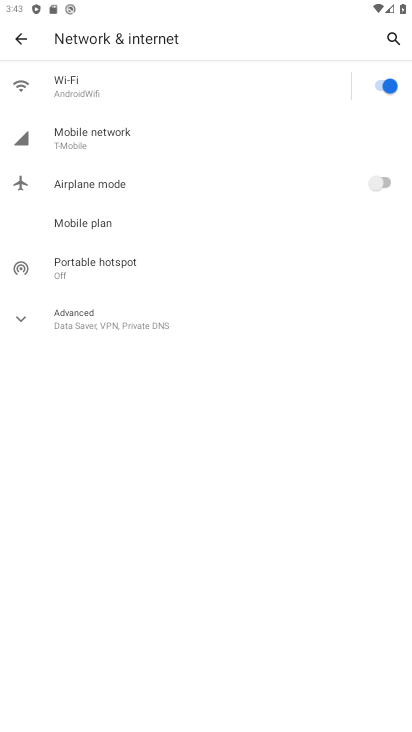 3:43
Network & internet
Wi-Fi
AndroidWifi
Mobile network
T-Mobile
Airplane mode
Mobile plan
Portable hotspot
Off
Advanced
Data Saver, VPN, Private DNS